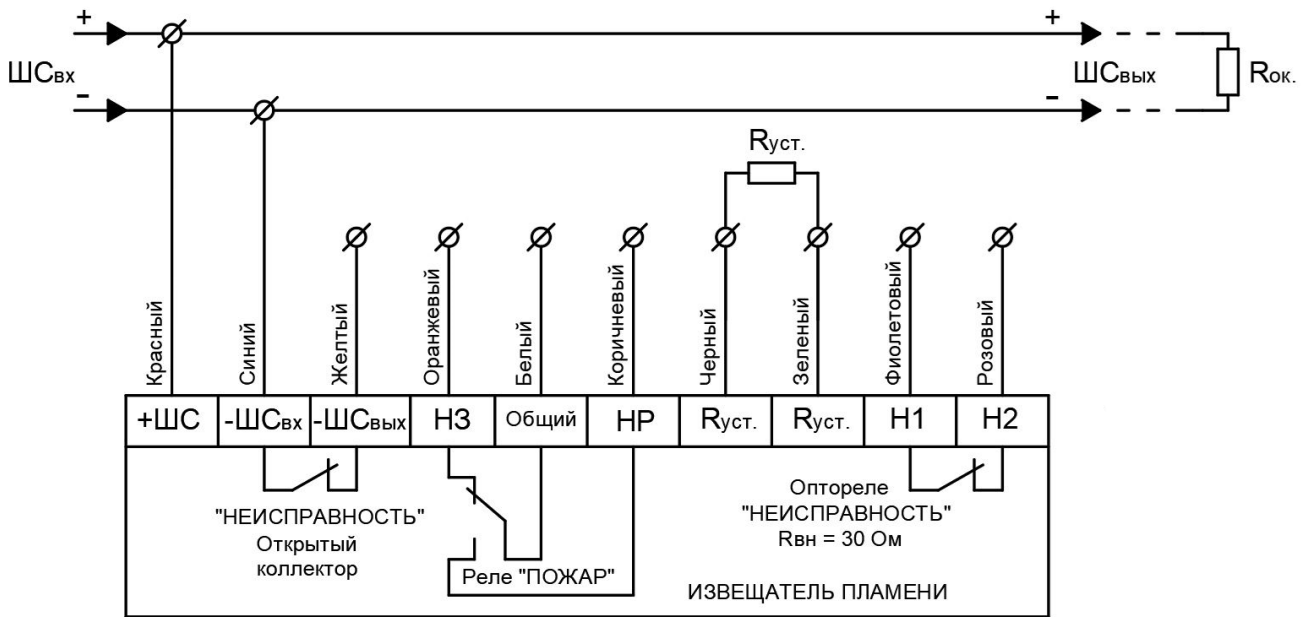 + +
ШСвх ШСвых Rок.
- -
Rуст.
Красный
Синий
Желтый
Оранжевый
Белый
Коричневый
Черный
Зеленый
Фиолетовый
Розовый
+ШС -ШСвх -ШСвых НЗ Общий НР Rуст. Rуст. Н1 Н2
"НЕИСПРАВНОСТЬ"
Открытый
коллектор
Реле "ПОЖАР"
Оптореле
"НЕИСПРАВНОСТЬ"
Rвн = 30 Ом
ИЗВЕЩАТЕЛЬ ПЛАМЕНИ